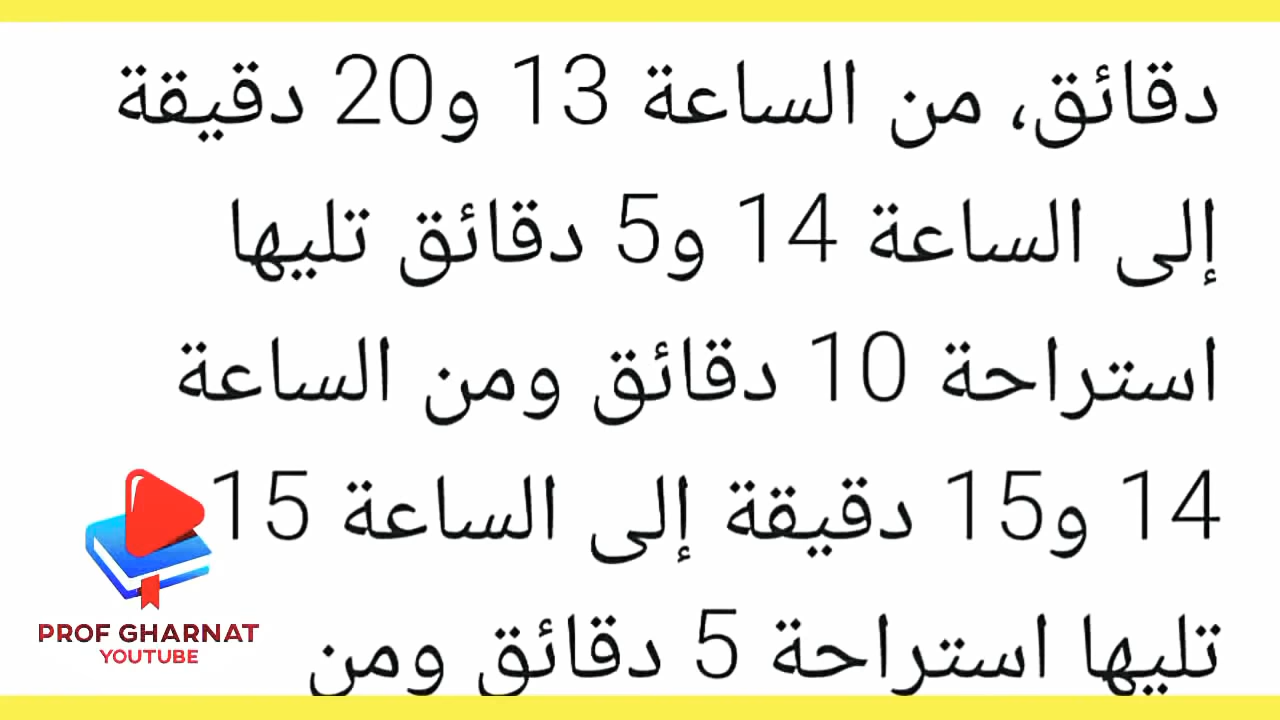 دقائق، من الساعة 13 و20 دقيقة
إلى الساعة 14 و5 دقائق تليها
استراحة 10 دقائق ومن الساعة
14 و15 دقيقة إلى الساعة 15
تليها استراحة 5 دقائق ومن
PROF GHARNAT
YOUTUBE